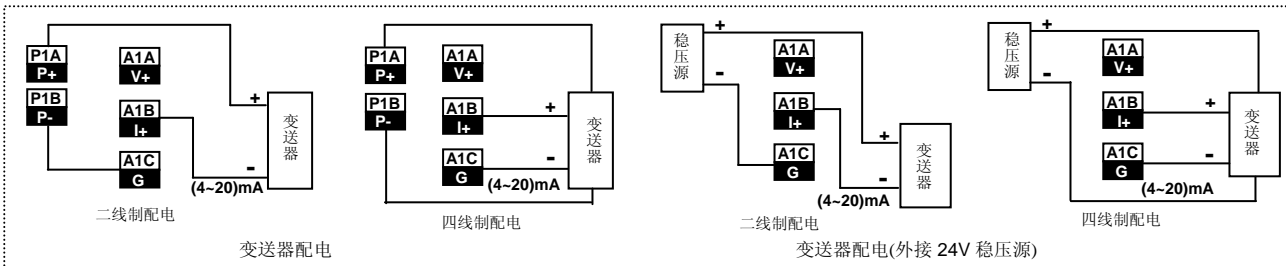 P1A
P+
P1B
P-
A1A
V+
A1B
I+
A1C
G
+
-
变送器
(4~20)mA
二线制配电
P1A
P+
P1B
P-
A1A
V+
A1B
I+
A1C
G
+
-
变送器
(4~20)mA
四线制配电
变送器配电
稳压源
+
-
A1A
V+
A1B
I+
A1C
G
+
-
变送器
(4~20)mA
二线制配电
稳压源
+
-
A1A
V+
A1B
I+
A1C
G
+
-
变送器
(4~20)mA
四线制配电
变送器配电(外接 24V 稳压源)